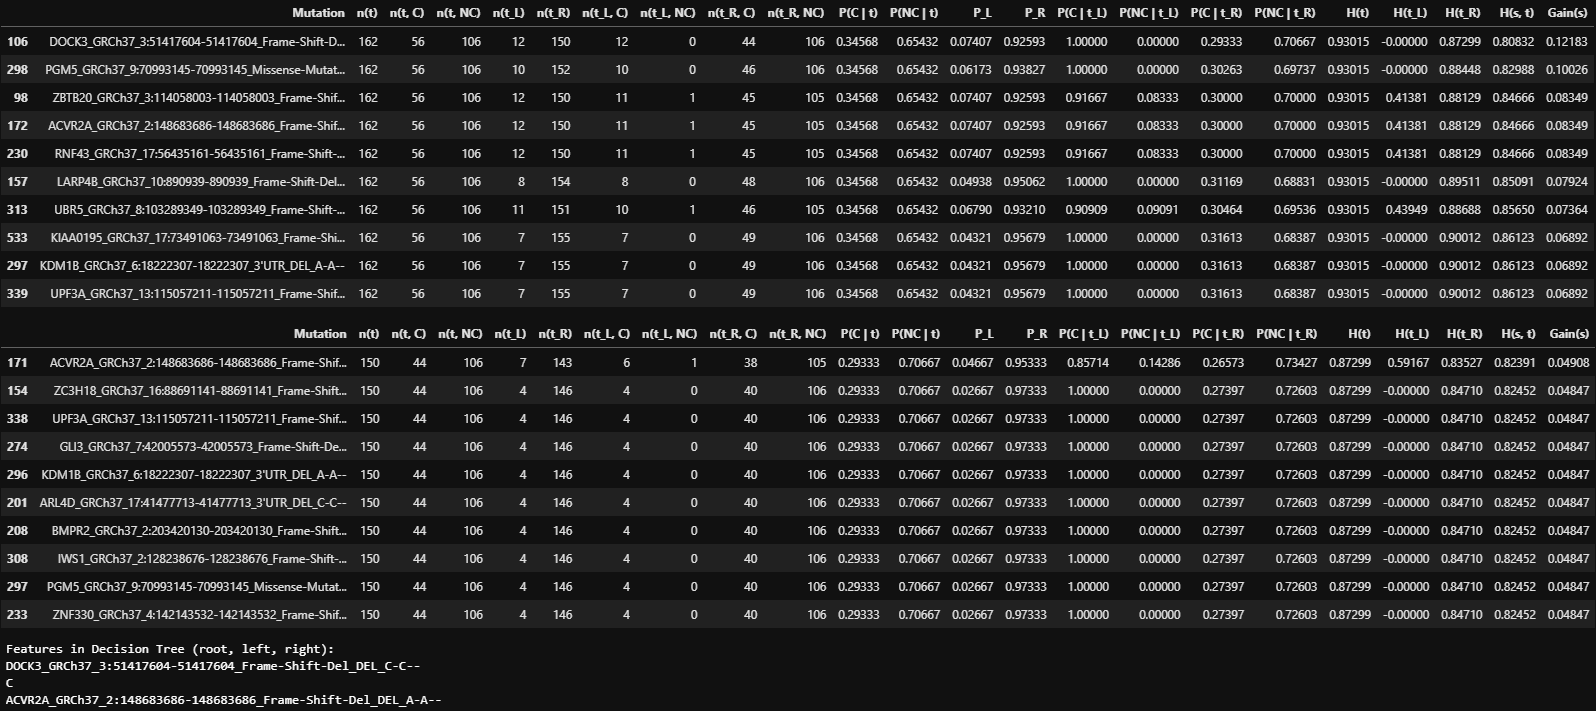 Mutation n(t) n(t, C) n(t, NC) n(t_L) n(t_R) n(t_L, C) n(t_L, NC) n(t_R, C) n(t_R, NC) P(C | t) P(NC | t) P_L P_R P(C | t_L) P(NC | t_L) P(C | t_R) P(NC | t_R) H(t) H(t_L) H(t_R) H(s, t) Gain(s)
106 DOCK3_GRCh37_3:51417604-51417604_Frame-Shift-D... 162 56 106 12 150 12 0 44 106 0.34568 0.65432 0.07407 0.92593 1.00000 0.00000 0.29333 0.70667 0.93015 -0.00000 0.87299 0.80832 0.12183
298 PGM5_GRCh37_9:70993145-70993145_Missense-Mutat... 162 56 106 10 152 10 0 46 106 0.34568 0.65432 0.06173 0.93827 1.00000 0.00000 0.30263 0.69737 0.93015 -0.00000 0.88448 0.82988 0.10026
98 ZBTB20_GRCh37_3:114058003-114058003_Frame-Shif... 162 56 106 12 150 11 1 45 105 0.34568 0.65432 0.07407 0.92593 0.91667 0.08333 0.30000 0.70000 0.93015 0.41381 0.88129 0.84666 0.08349
172 ACVR2A_GRCh37_2:148683686-148683686_Frame-Shif... 162 56 106 12 150 11 1 45 105 0.34568 0.65432 0.07407 0.92593 0.91667 0.08333 0.30000 0.70000 0.93015 0.41381 0.88129 0.84666 0.08349
230 RNF43_GRCh37_17:56435161-56435161_Frame-Shift-... 162 56 106 12 150 11 1 45 105 0.34568 0.65432 0.07407 0.92593 0.91667 0.08333 0.30000 0.70000 0.93015 0.41381 0.88129 0.84666 0.08349
157 LARP4B_GRCh37_10:890939-890939_Frame-Shift-Del... 162 56 106 8 154 8 0 48 106 0.34568 0.65432 0.04938 0.95062 1.00000 0.00000 0.31169 0.68831 0.93015 -0.00000 0.89511 0.85091 0.07924
313 UBR5_GRCh37_8:103289349-103289349_Frame-Shift-... 162 56 106 11 151 10 1 46 105 0.34568 0.65432 0.06790 0.93210 0.90909 0.09091 0.30464 0.69536 0.93015 0.43949 0.88688 0.85650 0.07364
533 KIAA0195_GRCh37_17:73491063-73491063_Frame-Shi... 162 56 106 7 155 7 0 49 106 0.34568 0.65432 0.04321 0.95679 1.00000 0.00000 0.31613 0.68387 0.93015 -0.00000 0.90012 0.86123 0.06892
297 KDM1B_GRCh37_6:18222307-18222307_3'UTR_DEL_A-A-- 162 56 106 7 155 7 0 49 106 0.34568 0.65432 0.04321 0.95679 1.00000 0.00000 0.31613 0.68387 0.93015 -0.00000 0.90012 0.86123 0.06892
339 UPF3A_GRCh37_13:115057211-115057211_Frame-Shif... 162 56 106 7 155 7 0 49 106 0.34568 0.65432 0.04321 0.95679 1.00000 0.00000 0.31613 0.68387 0.93015 -0.00000 0.90012 0.86123 0.06892
Mutation n(t) n(t, C) n(t, NC) n(t_L) n(t_R) n(t_L, C) n(t_L, NC) n(t_R, C) n(t_R, NC) P(C | t) P(NC | t) P_L P_R P(C | t_L) P(NC | t_L) P(C | t_R) P(NC | t_R) H(t) H(t_L) H(t_R) H(s, t) Gain(s)
171 ACVR2A_GRCh37_2:148683686-148683686_Frame-Shif... 150 44 106 7 143 6 1 38 105 0.29333 0.70667 0.04667 0.95333 0.85714 0.14286 0.26573 0.73427 0.87299 0.59167 0.83527 0.82391 0.04908
154 ZC3H18_GRCh37_16:88691141-88691141_Frame-Shift... 150 44 106 4 146 4 0 40 106 0.29333 0.70667 0.02667 0.97333 1.00000 0.00000 0.27397 0.72603 0.87299 -0.00000 0.84710 0.82452 0.04847
338 UPF3A_GRCh37_13:115057211-115057211_Frame-Shif... 150 44 106 4 146 4 0 40 106 0.29333 0.70667 0.02667 0.97333 1.00000 0.00000 0.27397 0.72603 0.87299 -0.00000 0.84710 0.82452 0.04847
274 GLI3_GRCh37_7:42005573-42005573_Frame-Shift-De... 150 44 106 4 146 4 0 40 106 0.29333 0.70667 0.02667 0.97333 1.00000 0.00000 0.27397 0.72603 0.87299 -0.00000 0.84710 0.82452 0.04847
296 KDM1B_GRCh37_6:18222307-18222307_3'UTR_DEL_A-A-- 150 44 106 4 146 4 0 40 106 0.29333 0.70667 0.02667 0.97333 1.00000 0.00000 0.27397 0.72603 0.87299 -0.00000 0.84710 0.82452 0.04847
201 ARL4D_GRCh37_17:41477713-41477713_3'UTR_DEL_C-C-- 150 44 106 4 146 4 0 40 106 0.29333 0.70667 0.02667 0.97333 1.00000 0.00000 0.27397 0.72603 0.87299 -0.00000 0.84710 0.82452 0.04847
208 BMPR2_GRCh37_2:203420130-203420130_Frame-Shift... 150 44 106 4 146 4 0 40 106 0.29333 0.70667 0.02667 0.97333 1.00000 0.00000 0.27397 0.72603 0.87299 -0.00000 0.84710 0.82452 0.04847
308 IWS1_GRCh37_2:128238676-128238676_Frame-Shift-... 150 44 106 4 146 4 0 40 106 0.29333 0.70667 0.02667 0.97333 1.00000 0.00000 0.27397 0.72603 0.87299 -0.00000 0.84710 0.82452 0.04847
297 PGM5_GRCh37_9:70993145-70993145_Missense-Mutat... 150 44 106 4 146 4 0 40 106 0.29333 0.70667 0.02667 0.97333 1.00000 0.00000 0.27397 0.72603 0.87299 -0.00000 0.84710 0.82452 0.04847
233 ZNF330_GRCh37_4:142143532-142143532_Frame-Shif... 150 44 106 4 146 4 0 40 106 0.29333 0.70667 0.02667 0.97333 1.00000 0.00000 0.27397 0.72603 0.87299 -0.00000 0.84710 0.82452 0.04847
Features in Decision Tree (root, left, right):
DOCK3_GRCh37_3:51417604-51417604_Frame-Shift-Del_DEL_C-C--
C
ACVR2A_GRCh37_2:148683686-148683686_Frame-Shift-Del_DEL_A-A--